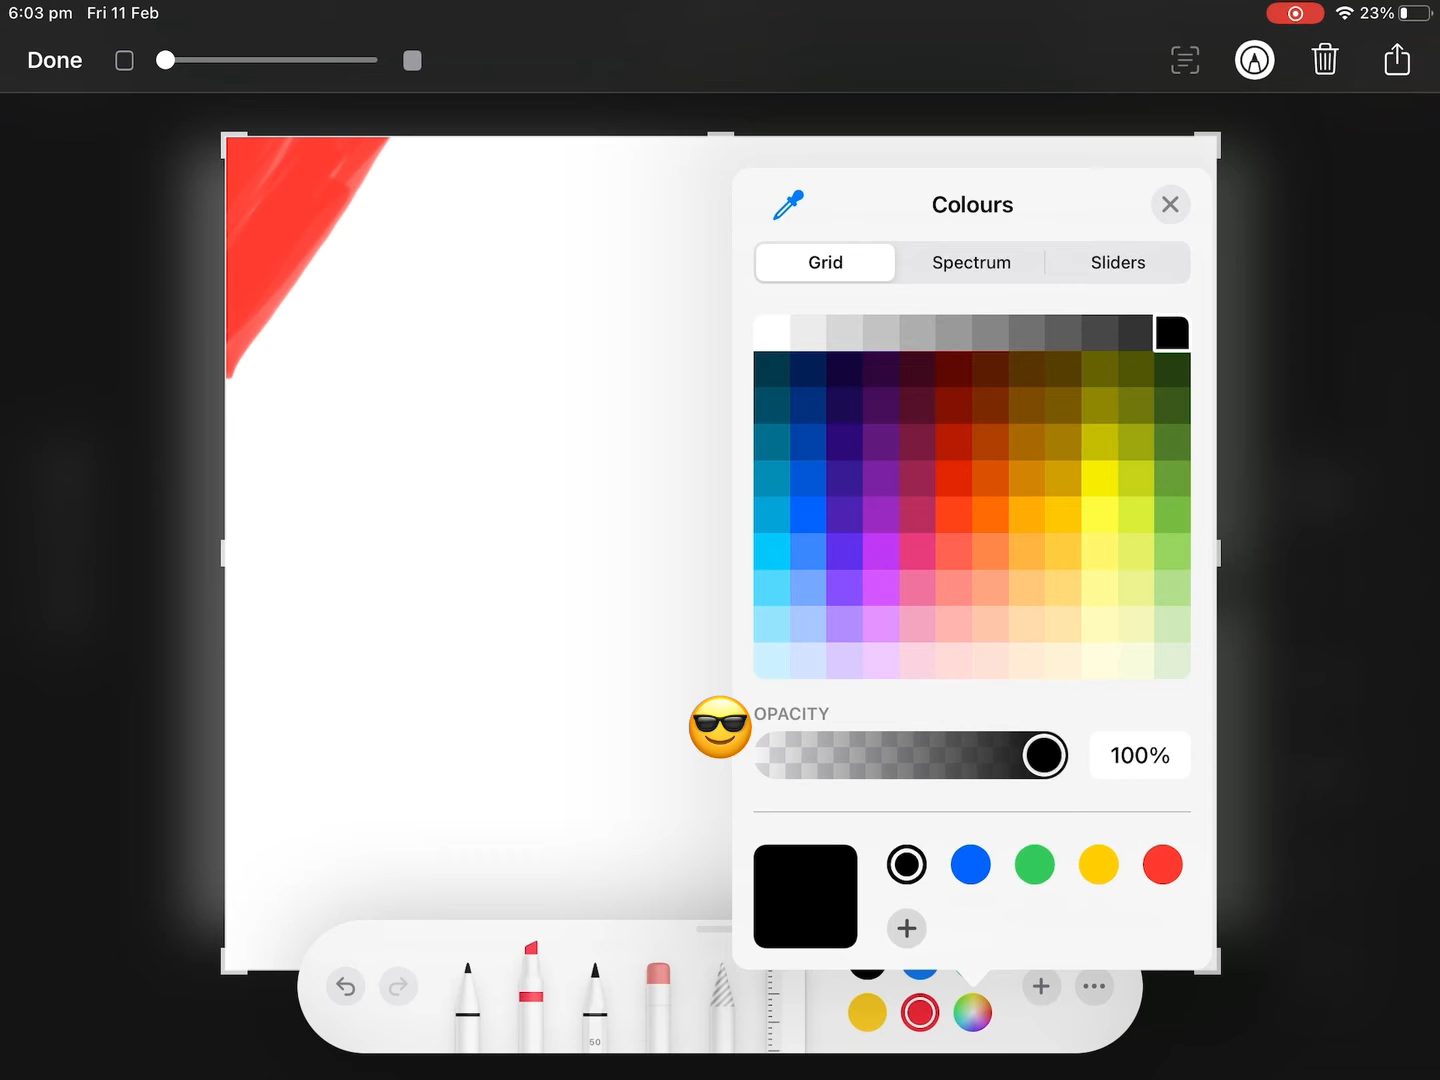 6:03 pm Fri 11 Feb
23%
Done
Colours
Grid Spectrum Sliders
OPACITY
100%
50